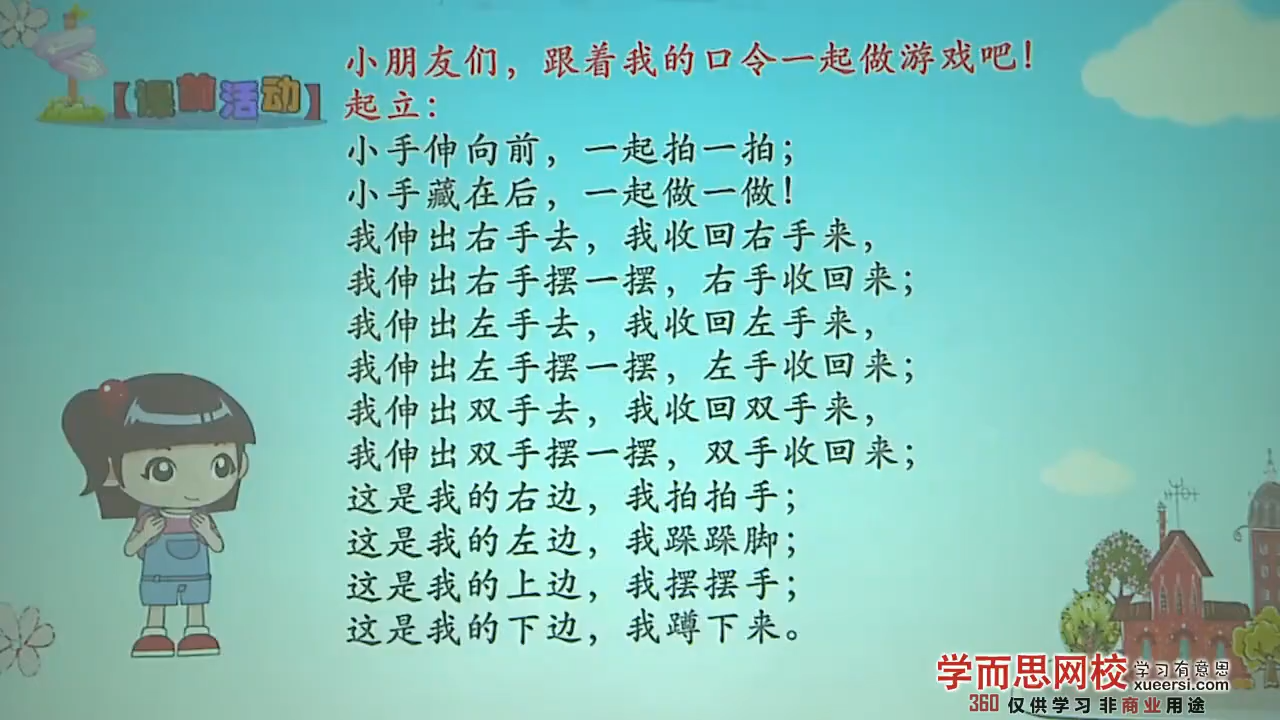 【课前活动】
小朋友们，跟着我的口令一起做游戏吧！
起立：
小手伸向前，一起拍一拍；
小手藏在后，一起做一做！
我伸出右手去，我收回右手来，
我伸出右手摆一摆，右手收回来；
我伸出左手去，我收回左手来，
我伸出左手摆一摆，左手收回来；
我伸出双手去，我收回双手来，
我伸出双手摆一摆，双手收回来；
这是我的右边，我拍拍手；
这是我的左边，我跺跺脚；
这是我的上边，我摆摆手；
这是我的下边，我蹲下来。
学而思网校 学习有意思
xueersi.com
360 仅供学习 非商业用途